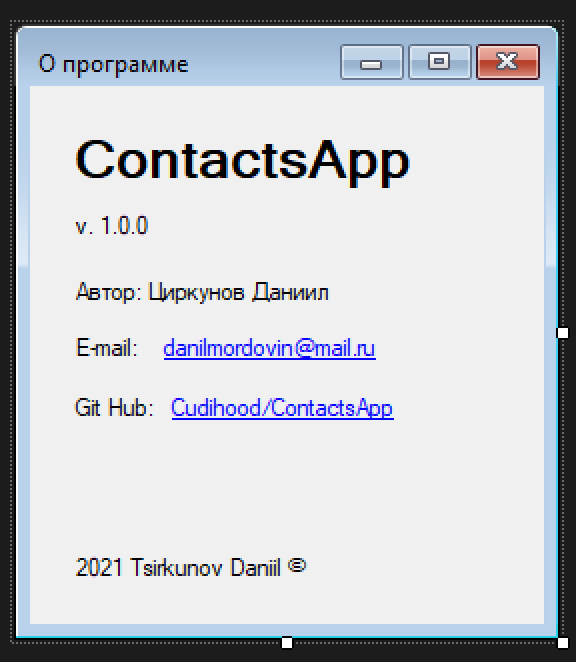 О программе
ContactsApp
v. 1.0.0
Автор: Циркунов Даниил
E-mail: danilmordovin@mail.ru
Git Hub: Cudihood/ContactsApp
2021 Tsirkunov Daniil ©